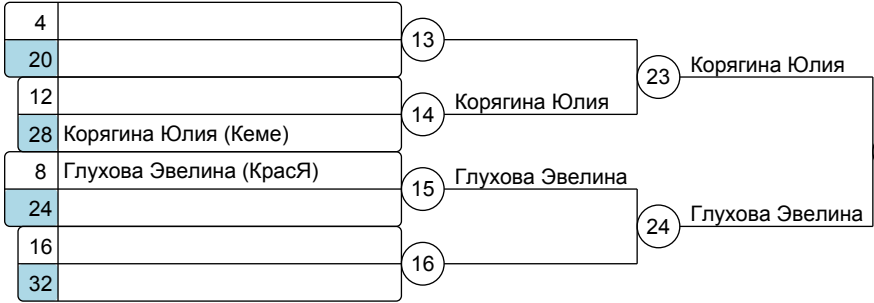 4
13
20
23 Корягина Юлия
12
14 Корягина Юлия
28 Корягина Юлия (Кеме)
8 Глухова Эвелина (КрасЯ)
15 Глухова Эвелина
24
24 Глухова Эвелина
16
16
32